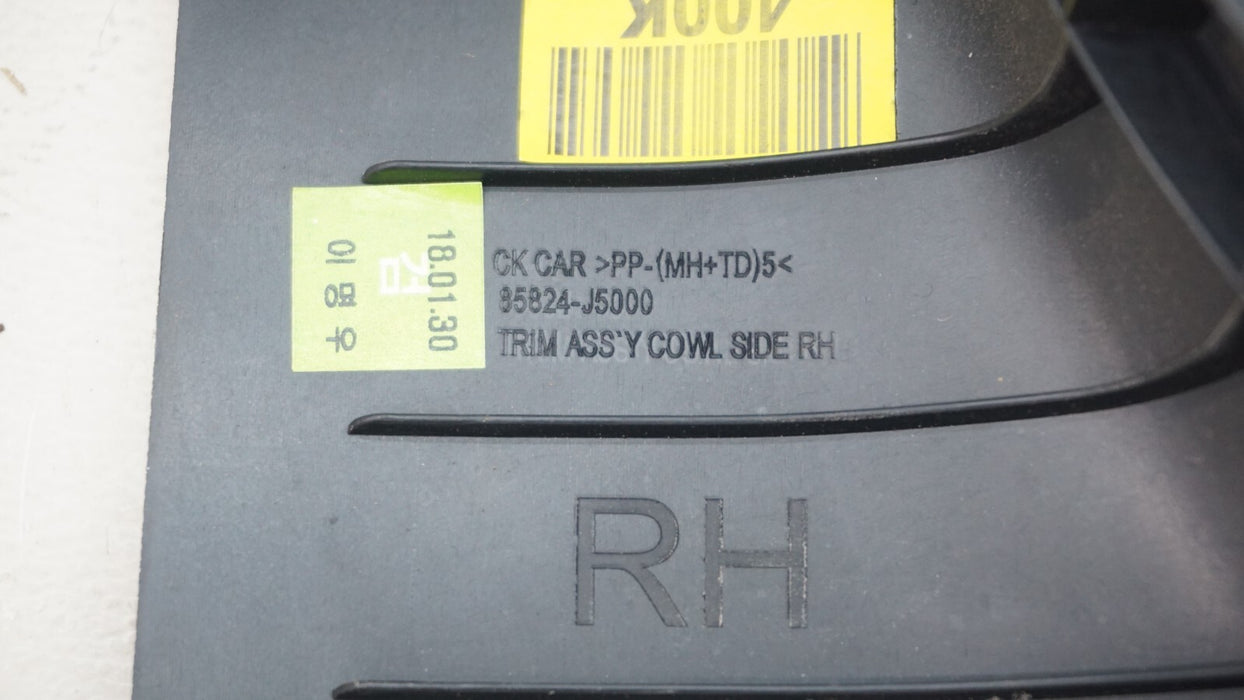 V00K
18.01.30
검
이명우
CK CAR >PP-(MH+TD)5<
85824-J5000
TRIM ASS'Y COWL SIDE RH
RH